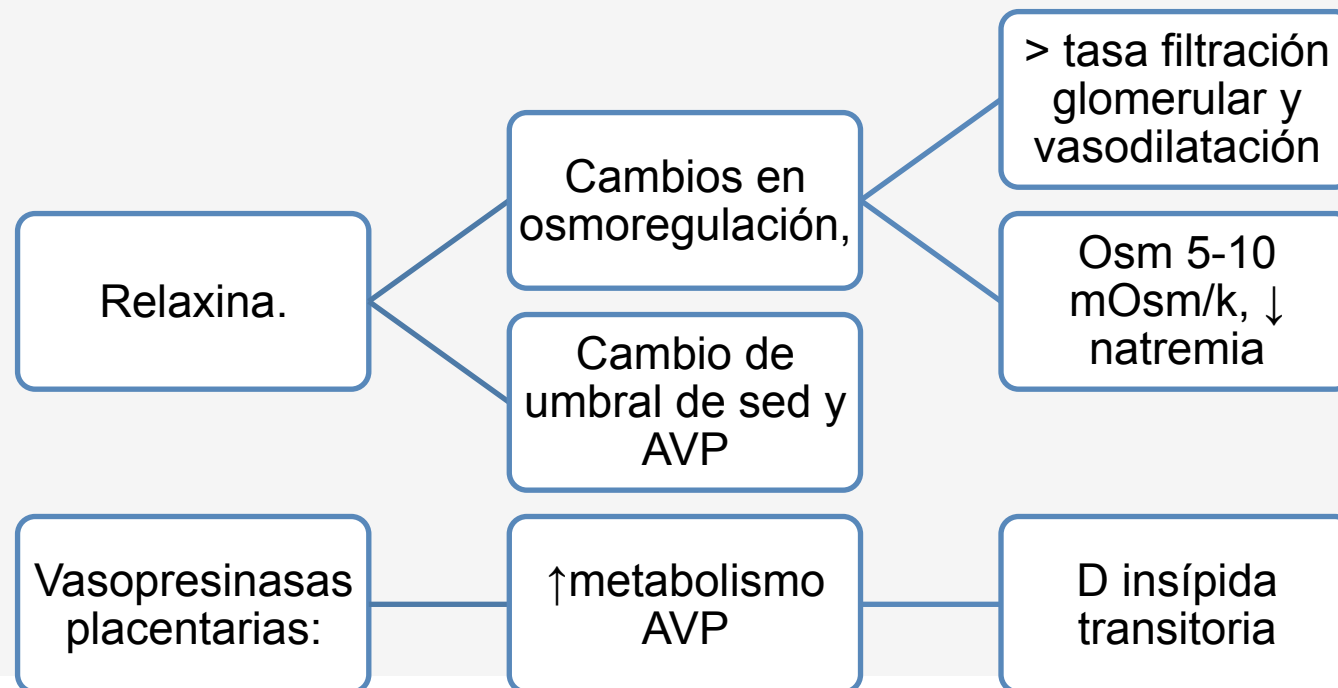 Relaxina.
Cambios en
osmoregulación,
> tasa filtración
glomerular y
vasodilatación
Osm 5-10
mOsm/k, ↓
natremia
Cambio de
umbral de sed y
AVP
Vasopresinasas
placentarias:
↑metabolismo
AVP
D insípida
transitoria